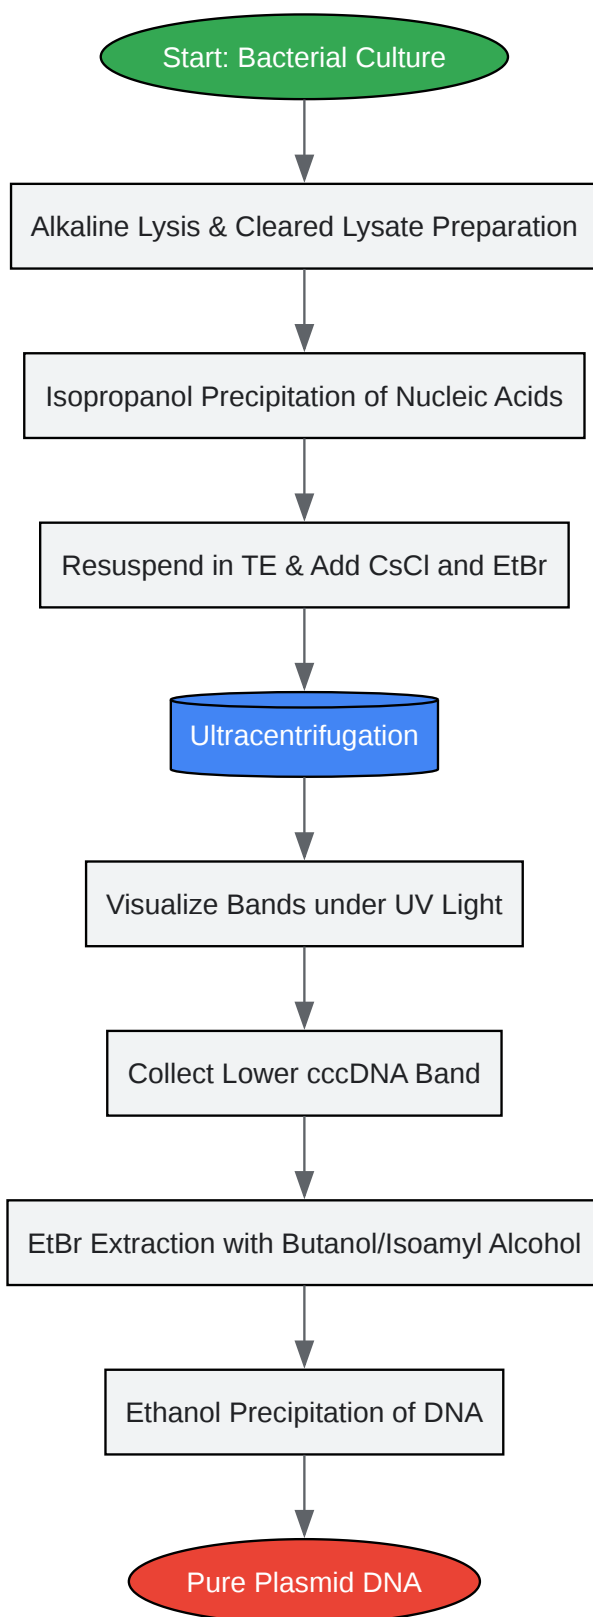 Start: Bacterial Culture
Alkaline Lysis & Cleared Lysate Preparation
Isopropanol Precipitation of Nucleic Acids
Resuspend in TE & Add CsCl and EtBr
Ultracentrifugation
Visualize Bands under UV Light
Collect Lower cccDNA Band
EtBr Extraction with Butanol/Isoamyl Alcohol
Ethanol Precipitation of DNA
Pure Plasmid DNA